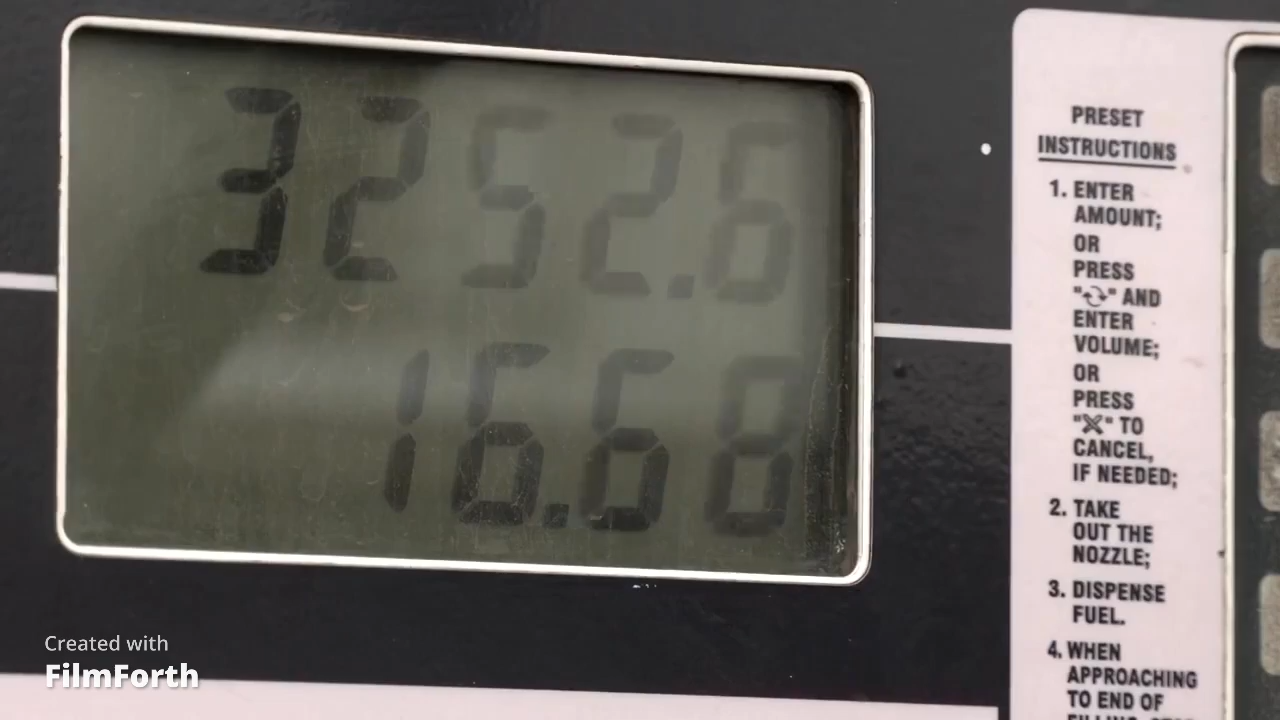 3252.6
16.68
PRESET
INSTRUCTIONS
1. ENTER
AMOUNT;
OR
PRESS
"⟳" AND
ENTER
VOLUME;
OR
PRESS
"X" TO
CANCEL,
IF NEEDED;
2. TAKE
OUT THE
NOZZLE;
3. DISPENSE
FUEL.
4. WHEN
APPROACHING
TO END OF
Created with
FilmForth